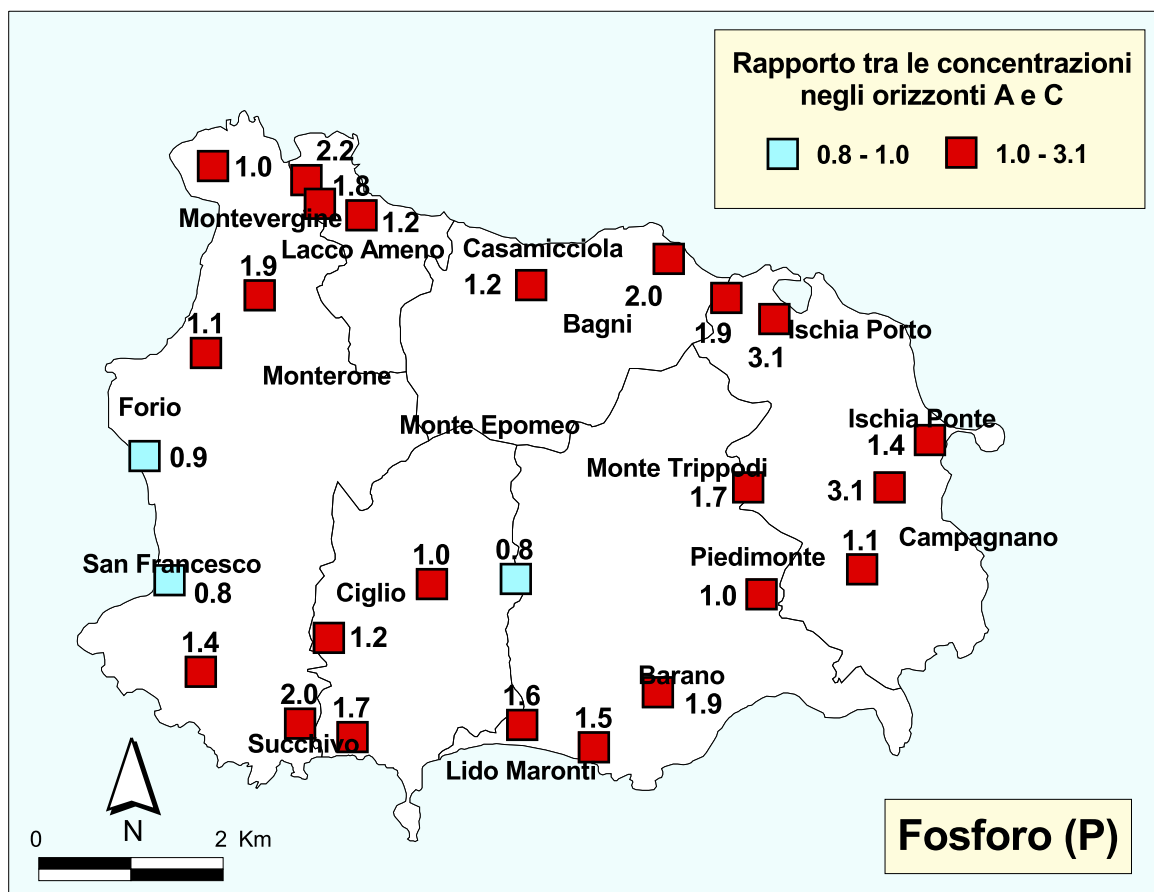 Rapporto tra le concentrazioni
negli orizzonti A e C
0.8 - 1.0
1.0 - 3.1
2.2
1.0
1.8
Montevergine
1.2
Lacco Ameno
Casamicciola
1.9
1.2
2.0
Bagni
1.1
1.9
Ischia Porto
3.1
Monterone
Forio
Ischia Ponte
Monte Epomeo
1.4
0.9
Monte Trippodi
1.7
3.1
Campagnano
1.1
1.0
0.8
Piedimonte
San Francesco
0.8
Ciglio
1.0
1.2
1.4
Barano
1.9
2.0
1.7
1.6
1.5
Succhivo
Lido Maronti
N
0
2 Km
Fosforo (P)